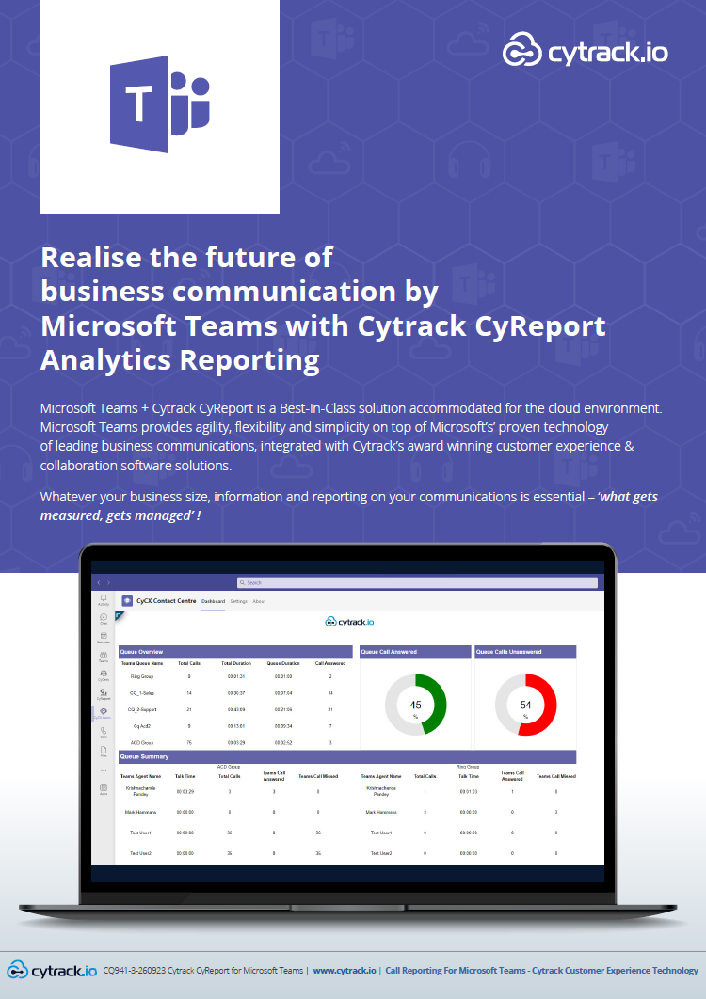 T
cytrack.io
Realise the future of
business communication by
Microsoft Teams with Cytrack CyReport
Analytics Reporting
Microsoft Teams + Cytrack CyReport is a Best-In-Class solution accommodated for the cloud environment.
Microsoft Teams provides agility, flexibility and simplicity on top of Microsoft’s’ proven technology
of leading business communications, integrated with Cytrack’s award winning customer experience &
collaboration software solutions.
Whatever your business size, information and reporting on your communications is essential – ‘what gets
measured, gets managed’ !
Search
CyCX Contact Centre Dashboard Settings About
Activity
Chat
Calendar
Teams
CyReport
Calls
Files
Apps
cytrack.io
Queue Overview Queue Call Answered Queue Calls Unanswered
Teams Queue Name Total Calls Total Duration Queue Duration Call Answered
Ring Group 00:01:31 00:01:00 2
CQ_1-Sales 14 00:30:37 00:07:04 14
CQ_2-Support 21 00:43:09 00:21:06 21
Cq Acd2 00:13:01 00:09:34 7
ACD Group 75 00:03:29 00:02:52 3
45
%
54
%
Queue Summary
ACD Group Ring Group
Teams Agent Name Talk Time Total Calls Teams Call Answered Teams Call Missed Teams Agent Name Total Calls Talk Time Teams Call Answered Teams Call Missed
Krishnachandra Pandey 00:03:29 3 3 0 Krishnachandra Pandey 1 00:01:03 1 0
Mark Hammans 00:00:00 0 0 0 Mark Hammans 3 00:00:00 0 3
Test User1 00:00:00 36 0 36 Test User1 0 00:00:00 0 0
Test User2 00:00:00 35 0 35 Test User2 0 00:00:00 0 0
cytrack.io CQ941-3-260923 Cytrack CyReport for Microsoft Teams | www.cytrack.io | Call Reporting For Microsoft Teams - Cytrack Customer Experience Technology